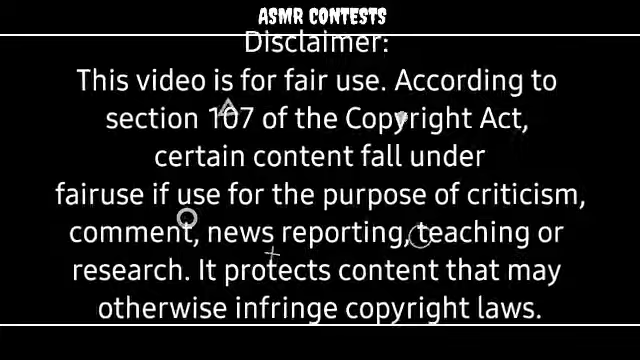 ASMR CONTESTS
Disclaimer:
This video is for fair use. According to
section 107 of the Copyright Act,
certain content fall under
fairuse if use for the purpose of criticism,
comment, news reporting, teaching or
research. It protects content that may
otherwise infringe copyright laws.